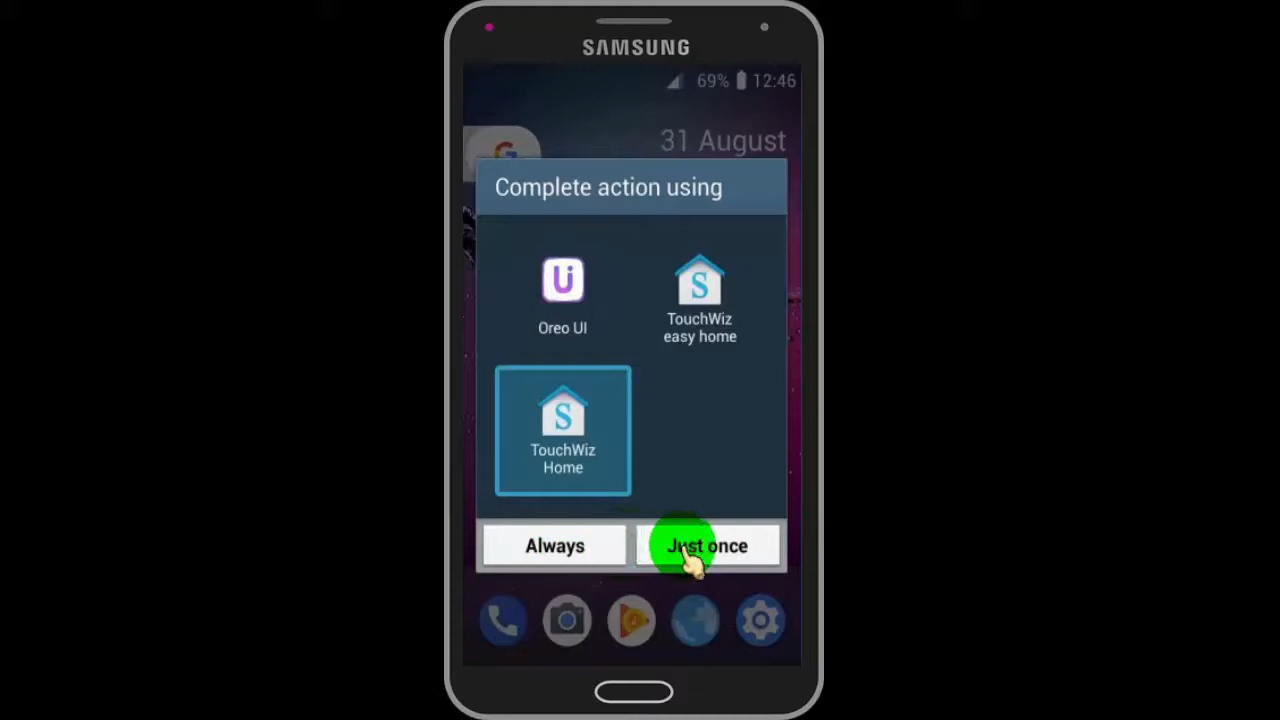 SAMSUNG
69% 12:46
31 August
G
Complete action using
Ui
Oreo UI
S
TouchWiz
easy home
S
TouchWiz
Home
Always
Just once